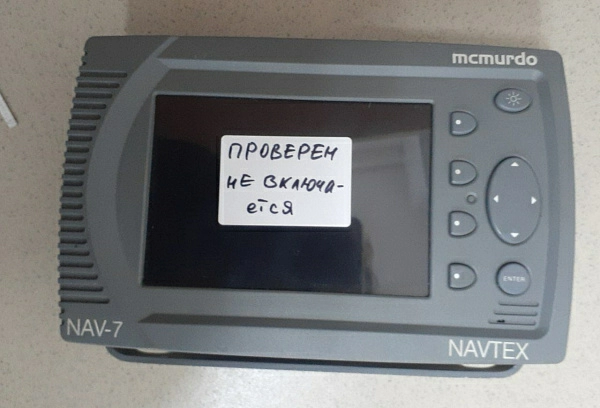 mcmurdo
ПРОВЕРЕН
НЕ ВКЛЮЧА-
ется
ENTER
NAV-7
NAVTEX